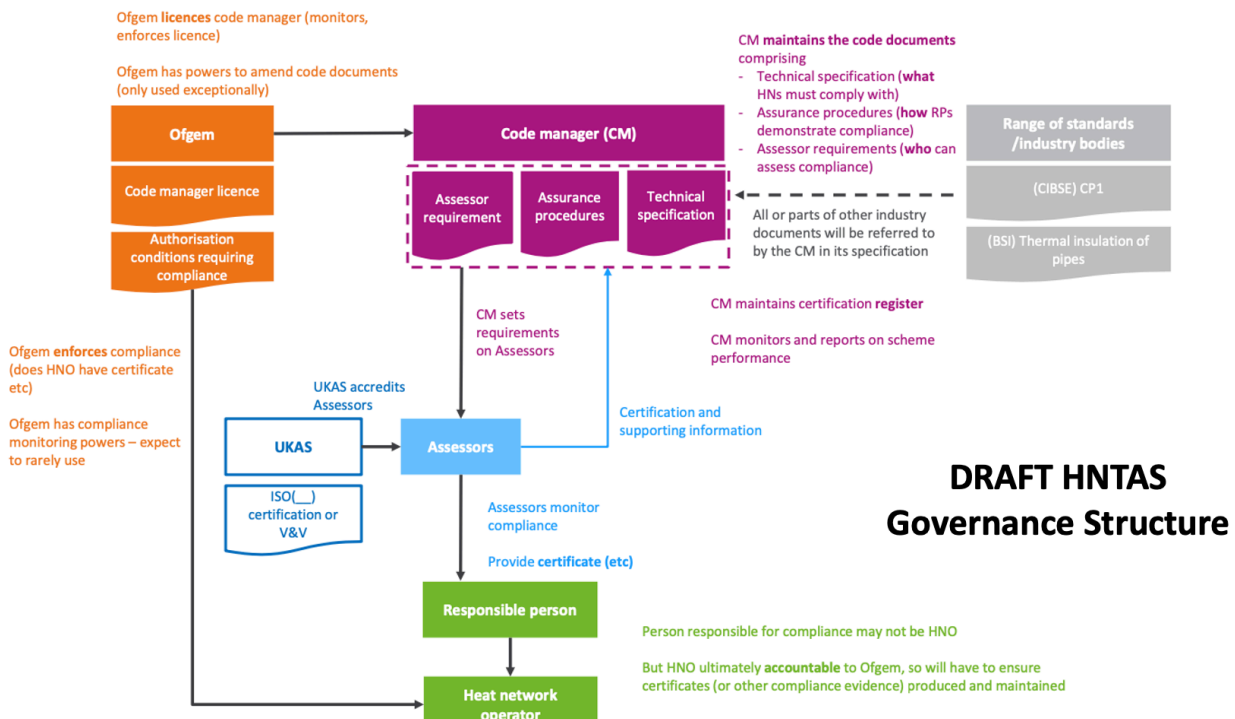 Ofgem licences code manager (monitors,
enforces licence)
Ofgem has powers to amend code documents
(only used exceptionally)
Ofgem
Code manager licence
Authorisation
conditions requiring
compliance
Code manager (CM)
Assessor
requirement
Assurance
procedures
Technical
specification
CM maintains the code documents
comprising
- Technical specification (what
HNs must comply with)
- Assurance procedures (how RPs
demonstrate compliance)
- Assessor requirements (who can
assess compliance)
All or parts of other industry
documents will be referred to
by the CM in its specification
Range of standards
/industry bodies
(CIBSE) CP1
(BSI) Thermal insulation of
pipes
CM maintains certification register
CM monitors and reports on scheme
performance
CM sets
requirements
on Assessors
Ofgem enforces compliance
(does HNO have certificate
etc)
Ofgem has compliance
monitoring powers – expect
to rarely use
UKAS accredits
Assessors
UKAS
ISO(__)
certification or
V&V
Assessors
Certification and
supporting information
Assessors monitor
compliance
Provide certificate (etc)
DRAFT HNTAS
Governance Structure
Responsible person
Heat network
operator
Person responsible for compliance may not be HNO
But HNO ultimately accountable to Ofgem, so will have to ensure
certificates (or other compliance evidence) produced and maintained